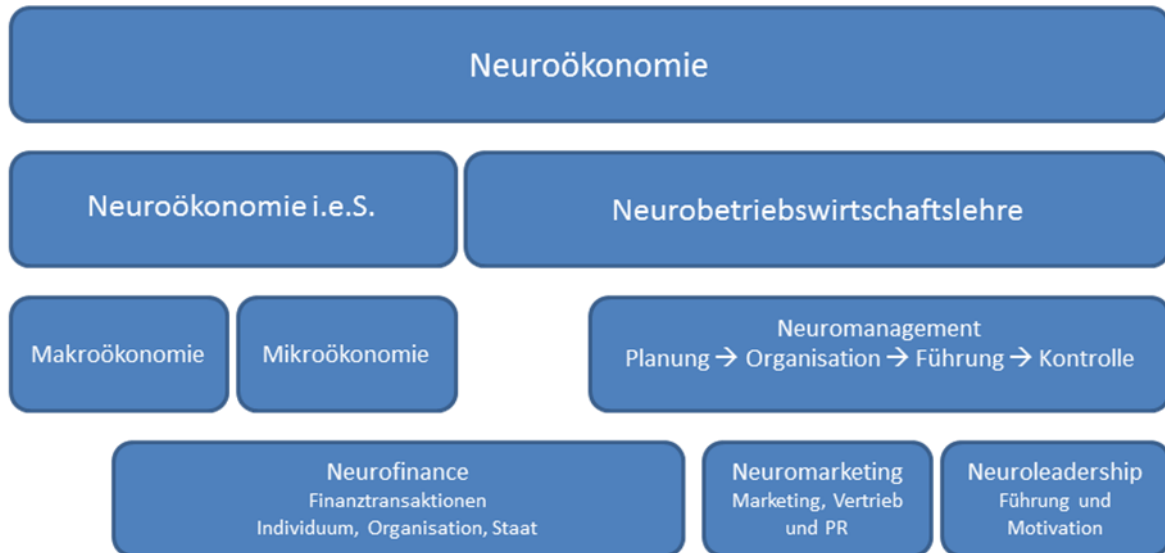 Neuroökonomie
Neuroökonomie i.e.S.
Neurobetriebswirtschaftslehre
Makroökonomie
Mikroökonomie
Neuromanagement
Planung → Organisation → Führung → Kontrolle
Neurofinance
Finanztransaktionen
Individuum, Organisation, Staat
Neuromarketing
Marketing, Vertrieb
und PR
Neuroleadership
Führung und
Motivation